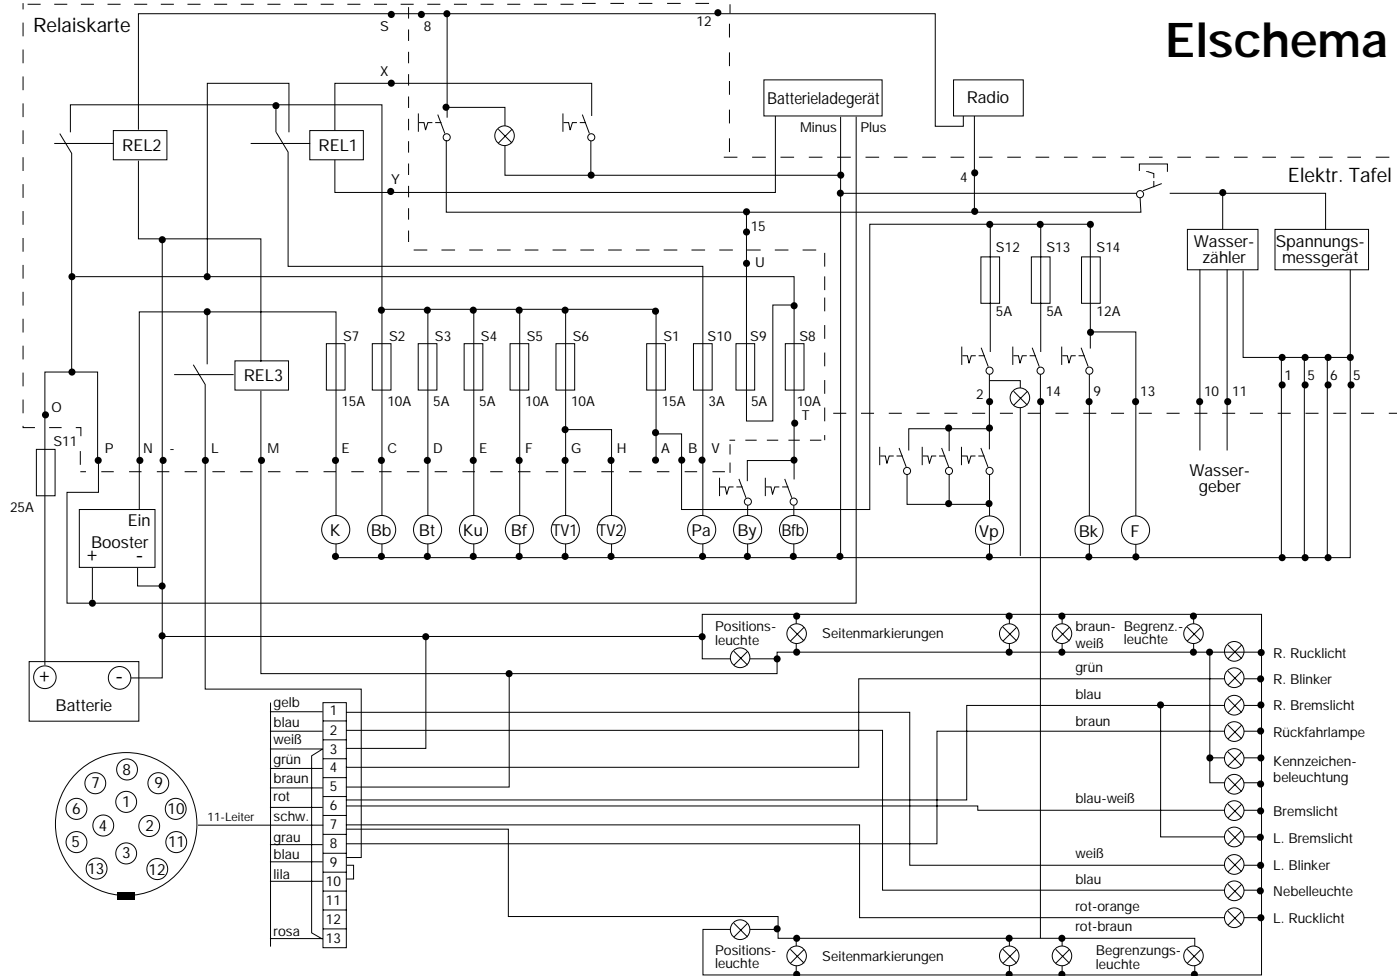 Relaiskarte
S
8
12
Elschema
X
Batterieladegerät
Minus
Plus
Radio
REL2
REL1
Y
4
Elektr. Tafel
15
U
S12
S13
S14
Wasser-
zähler
Spannungs-
messgerät
5A
5A
12A
S7
S2
S3
S4
S5
S6
S1
S10
S9
S8
REL3
15A
10A
5A
5A
10A
10A
15A
3A
5A
10A
2
14
9
13
10
11
1
5
6
5
O
T
S11
25A
P
N
-
L
M
E
C
D
E
F
G
H
A
B
V
Wasser-
geber
Ein
Booster
+
-
K
Bb
Bt
Ku
Bf
TV1
TV2
Pa
By
Bfb
Vp
Bk
F
+
-
Batterie
Positions-
leuchte
Seitenmarkierungen
braun-
weiß
Begrenz.-
leuchte
R. Rucklicht
grün
R. Blinker
blau
R. Bremslicht
braun
Rückfahrlampe
Kennzeichen-
beleuchtung
blau-weiß
Bremslicht
L. Bremslicht
weiß
L. Blinker
blau
Nebelleuchte
rot-orange
L. Rucklicht
rot-braun
gelb
1
blau
2
weiß
3
grün
4
braun
5
rot
6
schw.
7
grau
8
blau
9
lila
10
11
12
rosa
13
11-Leiter
8
7
9
6
1
10
4
2
5
3
11
13
12
Positions-
leuchte
Seitenmarkierungen
Begrenzungs-
leuchte